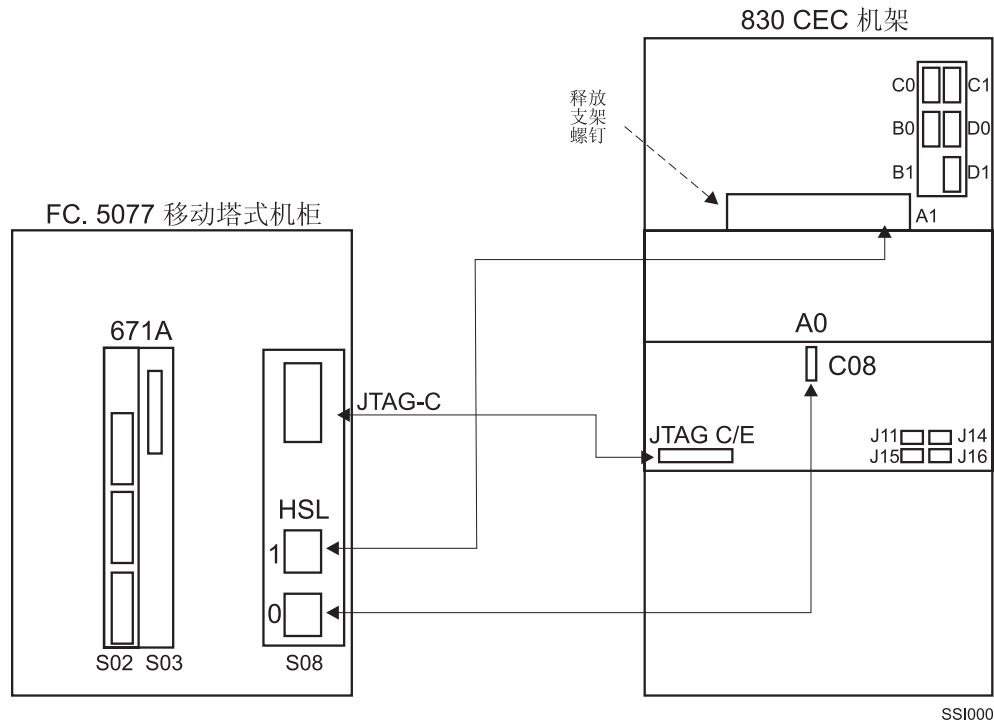 830 CEC 机架
C0
C1
释放
支架
螺钉
B0
D0
B1
D1
FC. 5077 移动塔式机柜
A1
671A
A0
C08
JTAG-C
JTAG C/E
J11
J14
J15
J16
HSL
1
0
S02
S03
S08
SSI000